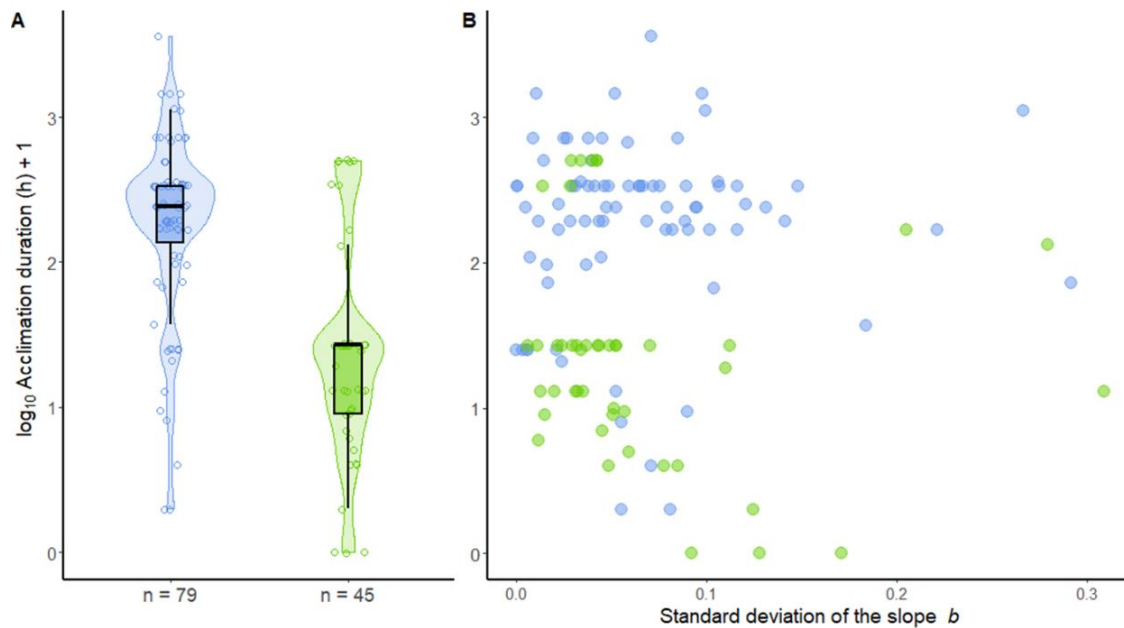 A
B
log₁₀ Acclimation duration (h) + 1
3
2
1
0
n = 79
n = 45
3
2
1
0
0.0
0.1
0.2
0.3
Standard deviation of the slope b